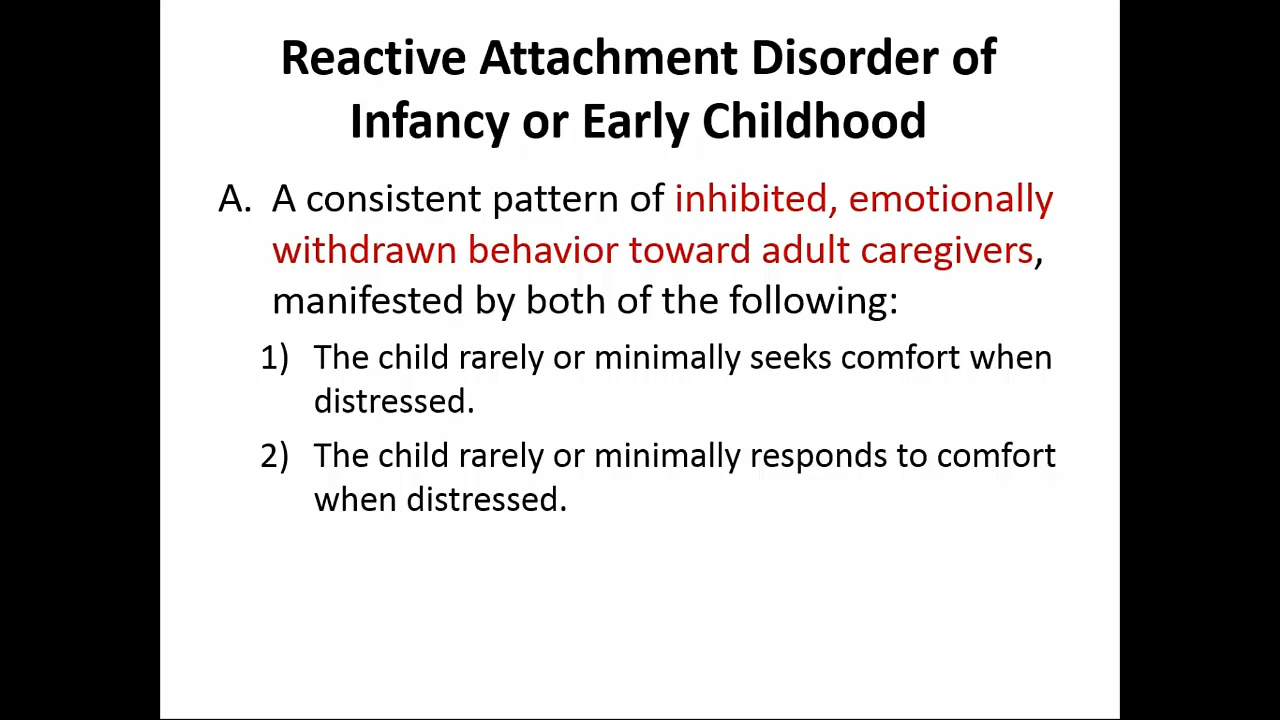 Reactive Attachment Disorder of
Infancy or Early Childhood
A. A consistent pattern of inhibited, emotionally
withdrawn behavior toward adult caregivers,
manifested by both of the following:
1) The child rarely or minimally seeks comfort when
distressed.
2) The child rarely or minimally responds to comfort
when distressed.